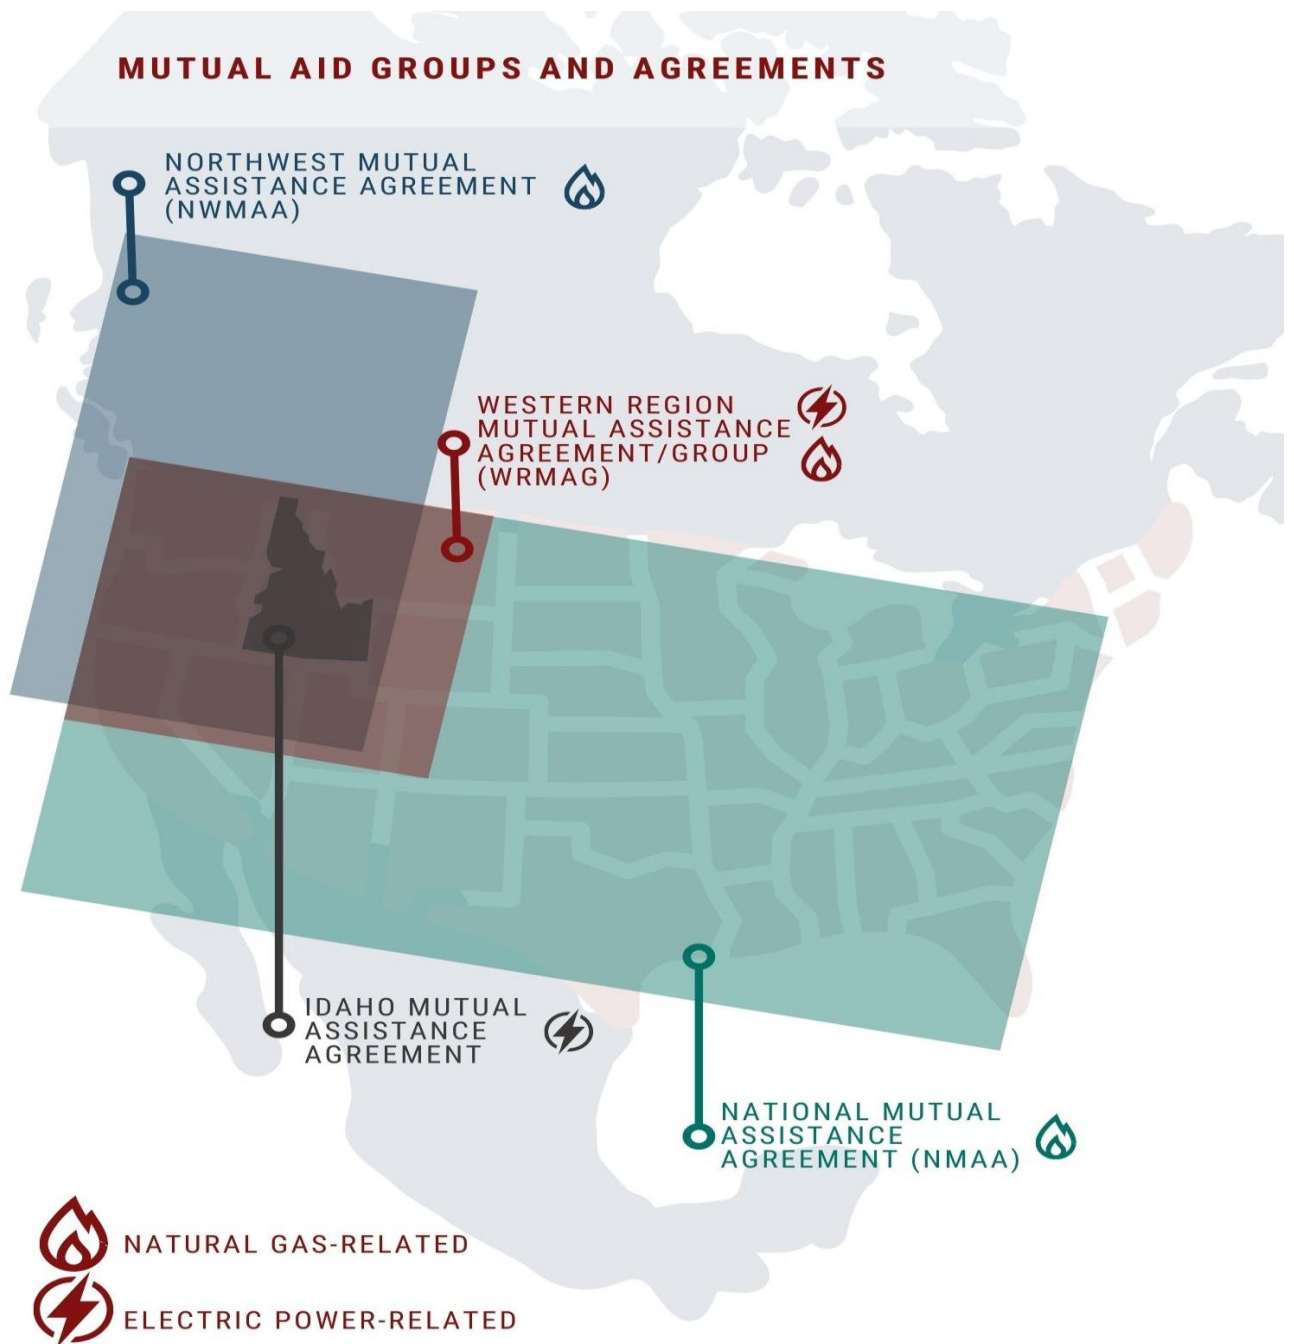 MUTUAL AID GROUPS AND AGREEMENTS
NORTHWEST MUTUAL
ASSISTANCE AGREEMENT
(NWMAA)
WESTERN REGION
MUTUAL ASSISTANCE
AGREEMENT/GROUP
(WRMAG)
IDAHO MUTUAL
ASSISTANCE
AGREEMENT
NATIONAL MUTUAL
ASSISTANCE
AGREEMENT (NMAA)
NATURAL GAS-RELATED
ELECTRIC POWER-RELATED